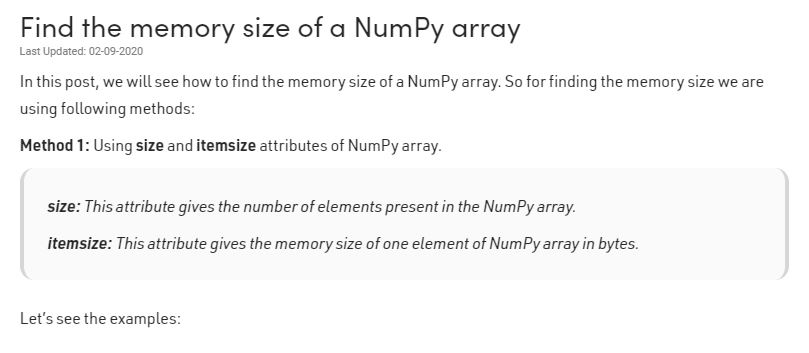 Find the memory size of a NumPy array
Last Updated: 02-09-2020
In this post, we will see how to find the memory size of a NumPy array. So for finding the memory size we are
using following methods:
Method 1: Using size and itemsize attributes of NumPy array.
size: This attribute gives the number of elements present in the NumPy array.
itemsize: This attribute gives the memory size of one element of NumPy array in bytes.
Let's see the examples: